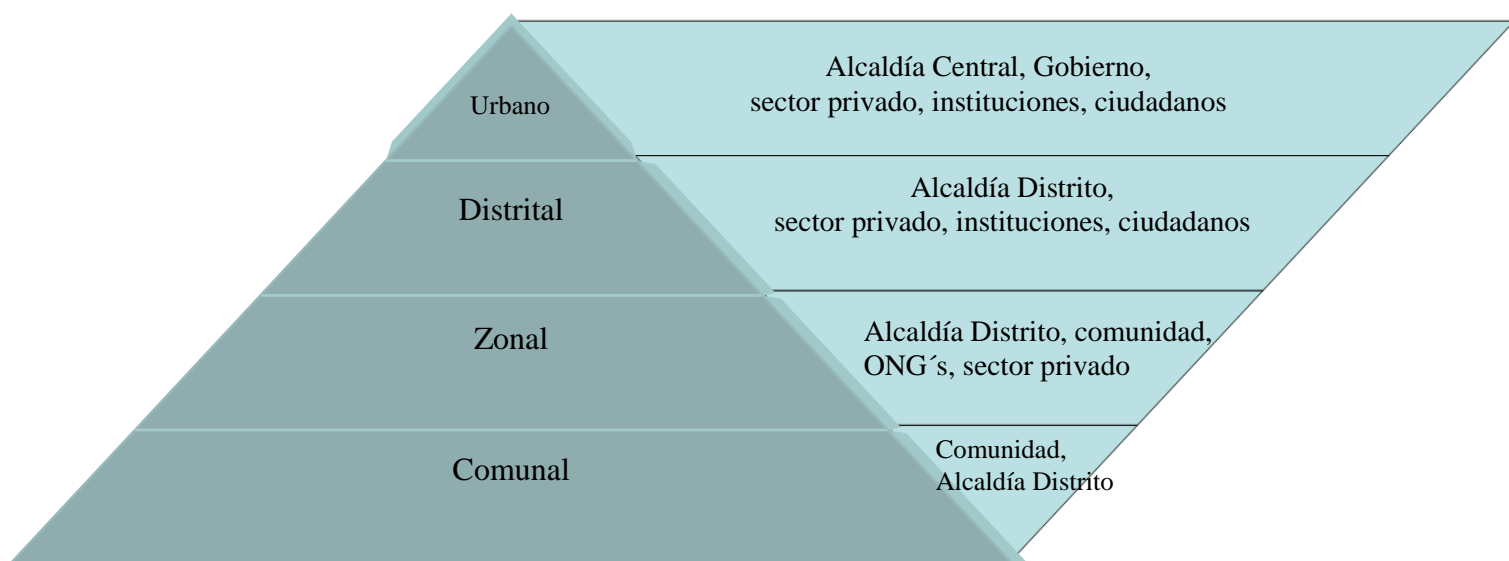 Urbano
Alcaldía Central, Gobierno,
sector privado, instituciones, ciudadanos
Distrital
Alcaldía Distrito,
sector privado, instituciones, ciudadanos
Zonal
Alcaldía Distrito, comunidad,
ONG´s, sector privado
Comunal
Comunidad,
Alcaldía Distrito